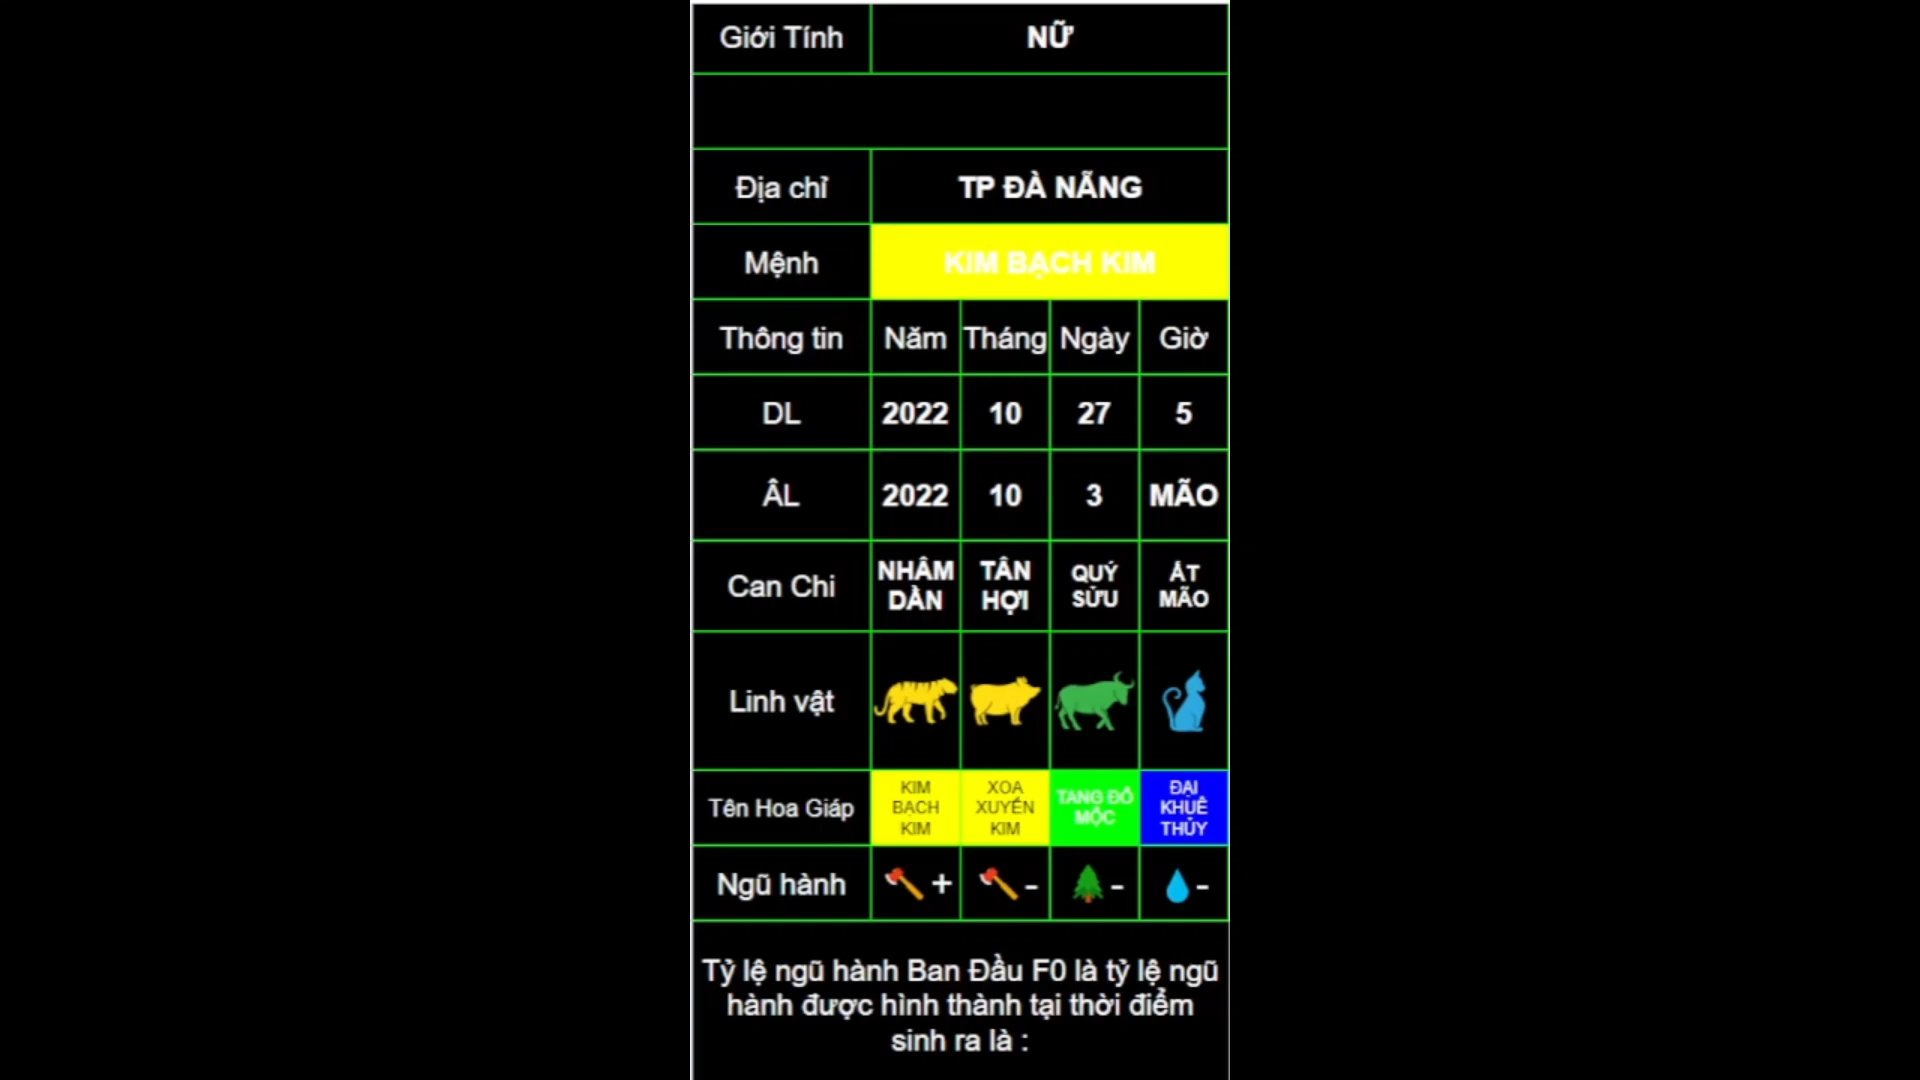 Giới Tính NỮ
Địa chỉ TP ĐÀ NẴNG
Mệnh KIM BẠCH KIM
Thông tin Năm Tháng Ngày Giờ
DL 2022 10 27 5
ÂL 2022 10 3 MÃO
Can Chi NHÂM DẦN TÂN HỢI QUÝ SỬU ẤT MÃO
Linh vật
Tên Hoa Giáp KIM BẠCH KIM XOA XUYẾN KIM TANG ĐỐ MỘC ĐẠI KHUÊ THỦY
Ngũ hành + - - -
Tỷ lệ ngũ hành Ban Đầu F0 là tỷ lệ ngũ
hành được hình thành tại thời điểm
sinh ra là :